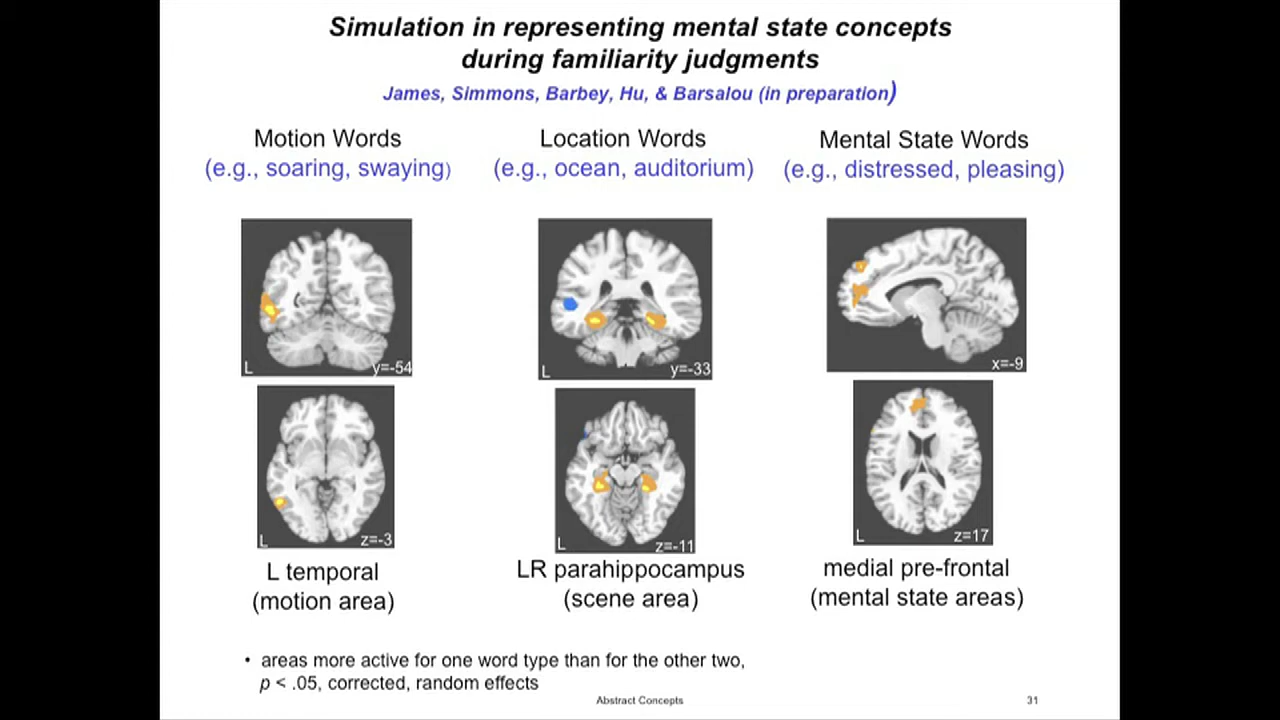 Simulation in representing mental state concepts
during familiarity judgments
James, Simmons, Barbey, Hu, & Barsalou (in preparation)
Motion Words
(e.g., soaring, swaying)
Location Words
(e.g., ocean, auditorium)
Mental State Words
(e.g., distressed, pleasing)
L
y=-54
L
y=-33
x=-9
L
z=-3
L
z=-11
L
z=17
L temporal
(motion area)
LR parahippocampus
(scene area)
medial pre-frontal
(mental state areas)
• areas more active for one word type than for the other two,
p < .05, corrected, random effects
Abstract Concepts
31